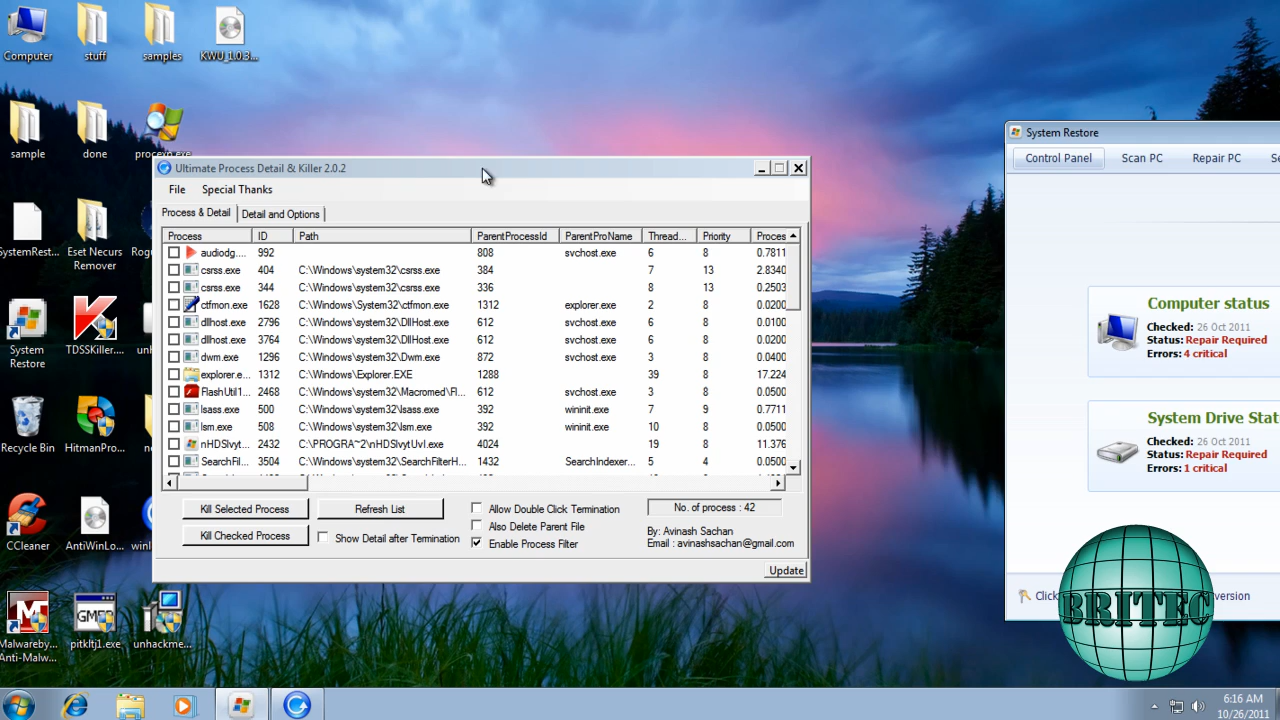 Computer
stuff
samples
KWU_1.0.3...
sample
done
procexp.exe
SystemRest...
Eset Necurs
Remover
Rog
System
Restore
TDSSKiller....
Recycle Bin
HitmanPro...
CCleaner
AntiWinLo...
Malwareby...
Anti-Malw...
pitkltj1.exe
unhackme...
Ultimate Process Detail & Killer 2.0.2
File Special Thanks
Process & Detail Detail and Options
Process ID Path ParentProcessId ParentProName Thread... Priority Proces
audiodg.... 992 808 svchost.exe 6 8 0.7811
csrss.exe 404 C:\Windows\system32\csrss.exe 384 7 13 2.8340
csrss.exe 344 C:\Windows\system32\csrss.exe 336 8 13 0.2503
ctfmon.exe 1628 C:\Windows\System32\ctfmon.exe 1312 explorer.exe 2 8 0.0200
dllhost.exe 2796 C:\Windows\system32\DllHost.exe 612 svchost.exe 6 8 0.0100
dllhost.exe 3764 C:\Windows\system32\DllHost.exe 612 svchost.exe 6 8 0.0200
dwm.exe 1296 C:\Windows\system32\Dwm.exe 872 svchost.exe 3 8 0.0400
explorer.e... 1312 C:\Windows\Explorer.EXE 1288 39 8 17.224
FlashUtil1... 2468 C:\Windows\system32\Macromed\Fl... 612 svchost.exe 3 8 0.0500
lsass.exe 500 C:\Windows\system32\lsass.exe 392 wininit.exe 7 9 0.7711
lsm.exe 508 C:\Windows\system32\lsm.exe 392 wininit.exe 10 8 0.0500
nHDSlvyt... 2432 C:\PROGRA~2\nHDSlvytUvI.exe 4024 19 8 11.376
SearchFil... 3504 C:\Windows\system32\SearchFilterH... 1432 SearchIndexer... 5 4 0.0500
Kill Selected Process
Refresh List
Allow Double Click Termination
No. of process : 42
Also Delete Parent File
Kill Checked Process
Show Detail after Termination
Enable Process Filter
By: Avinash Sachan
Email : avinashsachan@gmail.com
Update
System Restore
Control Panel Scan PC Repair PC Se
Computer status
Checked: 26 Oct 2011
Status: Repair Required
Errors: 4 critical
System Drive Stat
Checked: 26 Oct 2011
Status: Repair Required
Errors: 1 critical
Click
version
BRITEC
6:16 AM
10/26/2011